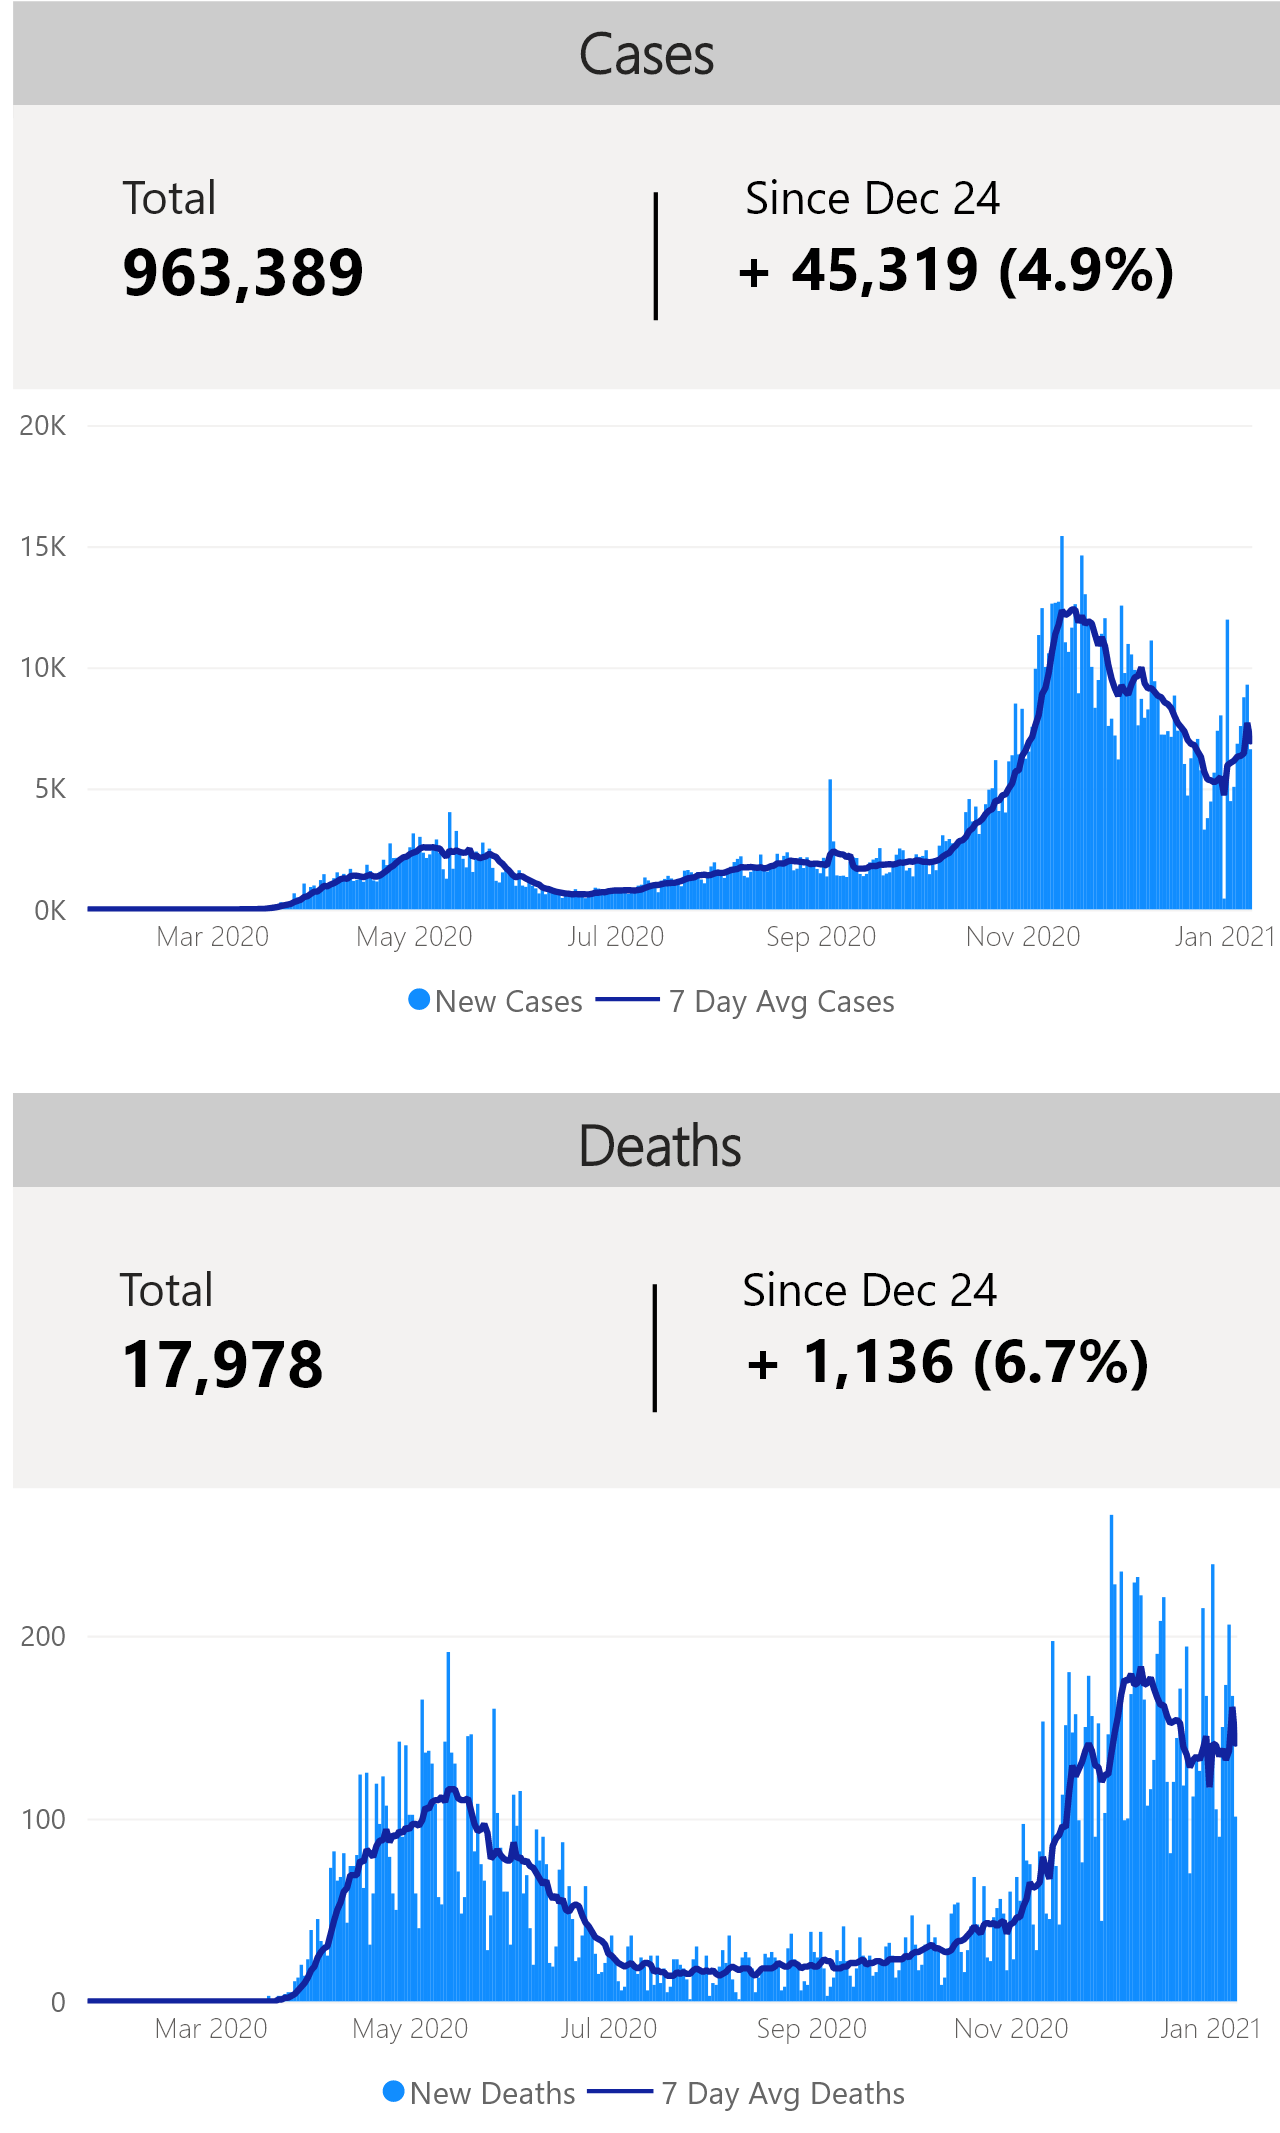 Cases
Total
Since Dec 24
963,389
+ 45,319 (4.9%)
20K
15K
10K
5K
0K
Mar 2020 May 2020 Jul 2020 Sep 2020 Nov 2020 Jan 2021
New Cases 7 Day Avg Cases
Deaths
Total
Since Dec 24
17,978
+ 1,136 (6.7%)
200
100
0
Mar 2020 May 2020 Jul 2020 Sep 2020 Nov 2020 Jan 2021
New Deaths 7 Day Avg Deaths